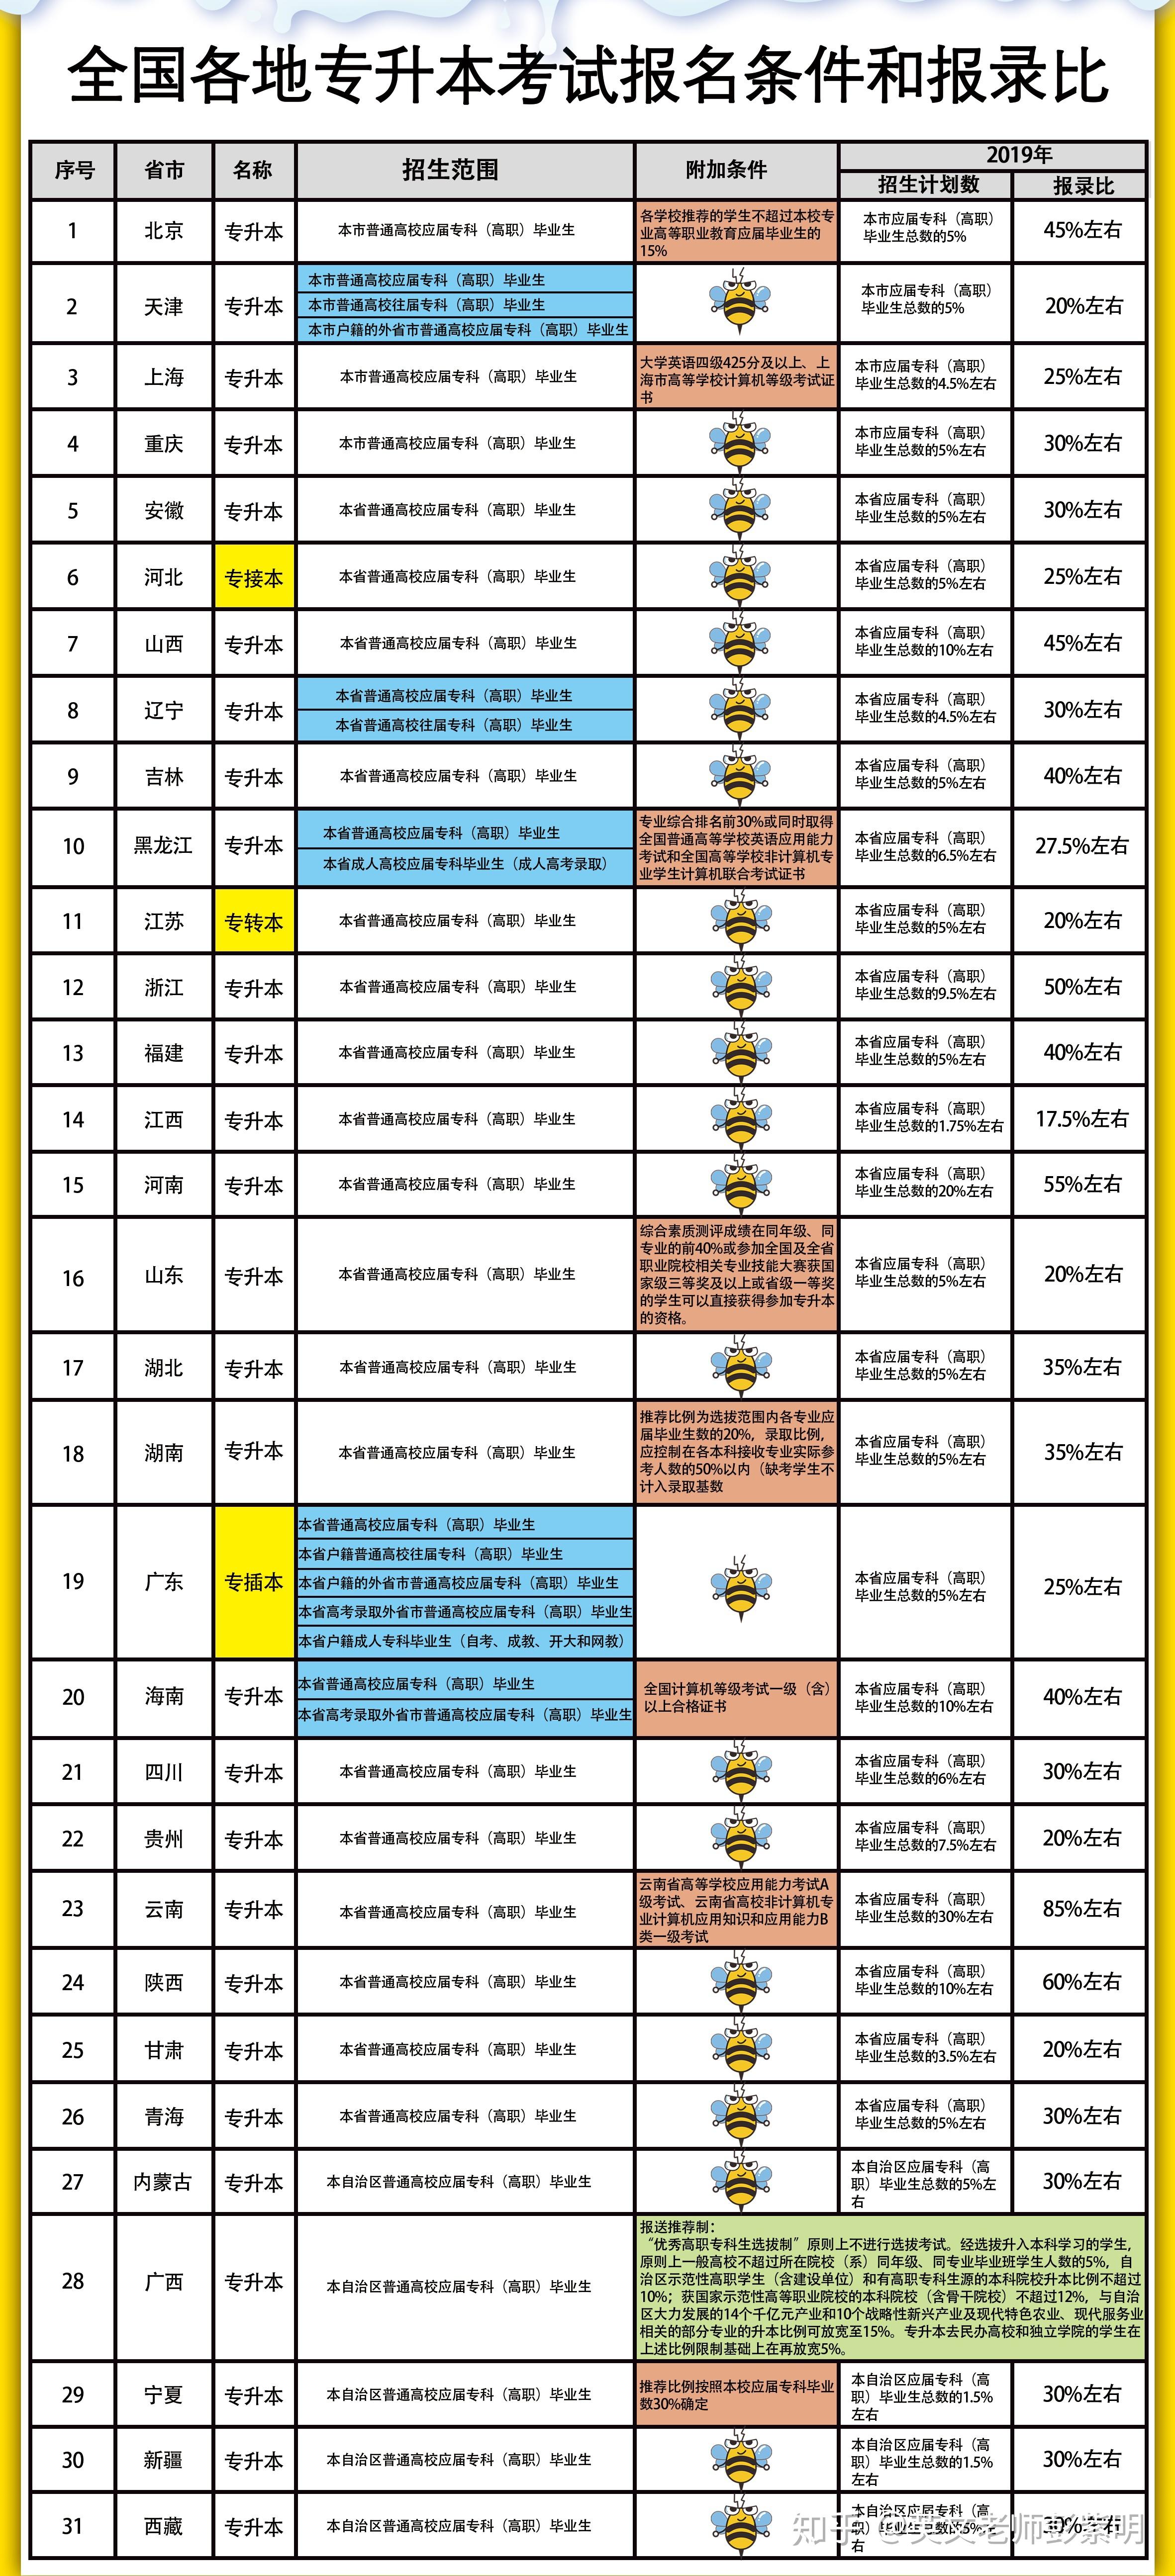 全国各地专升本考试报名条件和报录比
序号 省市 名称 招生范围 附加条件 2019年
招生计划数 报录比
1 北京 专升本 本市普通高校应届专科（高职）毕业生 各学校推荐的学生不超过本校专
业高等职业教育应届毕业生的
15% 本市应届专科（高职）
毕业生总数的5% 45%左右
2 天津 专升本 本市普通高校应届专科（高职）毕业生
本市普通高校往届专科（高职）毕业生
本市户籍的外省市普通高校应届专科（高职）毕业生
本市应届专科（高职）
毕业生总数的5% 20%左右
3 上海 专升本 本市普通高校应届专科（高职）毕业生 大学英语四级425分及以上、上
海市高等学校计算机等级考试证
书 本市应届专科（高职）
毕业生总数的4.5%左右 25%左右
4 重庆 专升本 本市普通高校应届专科（高职）毕业生 本市应届专科（高职）
毕业生总数的5%左右 30%左右
5 安徽 专升本 本省普通高校应届专科（高职）毕业生 本省应届专科（高职）
毕业生总数的5%左右 30%左右
6 河北 专接本 本省普通高校应届专科（高职）毕业生 本省应届专科（高职）
毕业生总数的5%左右 25%左右
7 山西 专升本 本省普通高校应届专科（高职）毕业生 本省应届专科（高职）
毕业生总数的10%左右 45%左右
8 辽宁 专升本 本省普通高校应届专科（高职）毕业生
本省普通高校往届专科（高职）毕业生
本省应届专科（高职）
毕业生总数的4.5%左右 30%左右
9 吉林 专升本 本省普通高校应届专科（高职）毕业生 本省应届专科（高职）
毕业生总数的5%左右 40%左右
10 黑龙江 专升本 本省普通高校应届专科（高职）毕业生
本省成人高校应届专科毕业生（成人高考录取）
专业综合排名前30%或同时取得
全国普通高等学校英语应用能力
考试和全国高等学校非计算机专
业学生计算机联合考试证书
本省应届专科（高职）
毕业生总数的6.5%左右 27.5%左右
11 江苏 专转本 本省普通高校应届专科（高职）毕业生 本省应届专科（高职）
毕业生总数的5%左右 20%左右
12 浙江 专升本 本省普通高校应届专科（高职）毕业生 本省应届专科（高职）
毕业生总数的9.5%左右 50%左右
13 福建 专升本 本省普通高校应届专科（高职）毕业生 本省应届专科（高职）
毕业生总数的5%左右 40%左右
14 江西 专升本 本省普通高校应届专科（高职）毕业生 本省应届专科（高职）
毕业生总数的1.75%左右 17.5%左右
15 河南 专升本 本省普通高校应届专科（高职）毕业生 本省应届专科（高职）
毕业生总数的20%左右 55%左右
16 山东 专升本 本省普通高校应届专科（高职）毕业生 综合素质测评成绩在同年级、同
专业的前40%或参加全国及全省
职业院校相关专业技能大赛获国
家级三等奖及以上或省级一等奖
的学生可以直接获得参加专升本
的资格。
本省应届专科（高职）
毕业生总数的5%左右 20%左右
17 湖北 专升本 本省普通高校应届专科（高职）毕业生 本省应届专科（高职）
毕业生总数的5%左右 35%左右
18 湖南 专升本 本省普通高校应届专科（高职）毕业生 推荐比例为选拔范围内各专业应
届毕业生数的20%，录取比例，
应控制在各本科接收专业实际参
考人数的50%以内（缺考学生不
计入录取基数
本省应届专科（高职）
毕业生总数的5%左右 35%左右
19 广东 专插本 本省普通高校应届专科（高职）毕业生
本省户籍普通高校往届专科（高职）毕业生
本省户籍的外省市普通高校应届专科（高职）毕业生
本省高考录取外省市普通高校应届专科（高职）毕业生
本省户籍成人专科毕业生（自考、成教、开大和网教）
本省应届专科（高职）
毕业生总数的5%左右 25%左右
20 海南 专升本 本省普通高校应届专科（高职）毕业生
本省高考录取外省市普通高校应届专科（高职）毕业生
全国计算机等级考试一级（含）
以上合格证书
本省应届专科（高职）
毕业生总数的10%左右 40%左右
21 四川 专升本 本省普通高校应届专科（高职）毕业生 本省应届专科（高职）
毕业生总数的6%左右 30%左右
22 贵州 专升本 本省普通高校应届专科（高职）毕业生 本省应届专科（高职）
毕业生总数的7.5%左右 20%左右
23 云南 专升本 本省普通高校应届专科（高职）毕业生 云南省高等学校应用能力考试A
级考试、云南省高校非计算机专
业计算机应用知识和应用能力B
类一级考试
本省应届专科（高职）
毕业生总数的30%左右 85%左右
24 陕西 专升本 本省普通高校应届专科（高职）毕业生 本省应届专科（高职）
毕业生总数的10%左右 60%左右
25 甘肃 专升本 本省普通高校应届专科（高职）毕业生 本省应届专科（高职）
毕业生总数的3.5%左右 20%左右
26 青海 专升本 本省普通高校应届专科（高职）毕业生 本省应届专科（高职）
毕业生总数的5%左右 30%左右
27 内蒙古 专升本 本自治区普通高校应届专科（高职）毕业生 本自治区应届专科（高
职）毕业生总数的5%左
右 30%左右
28 广西 专升本 本自治区普通高校应届专科（高职）毕业生 报送推荐制：
“优秀高职专科生选拔制”原则上不进行选拔考试。经选拔升入本科学习的学生，
原则上一般高校不超过所在院校（系）同年级、同专业毕业班学生人数的5%，自
治区示范性高职学生（含建设单位）和有高职专科生源的本科院校升本比例不超过
10%；获国家示范性高等职业院校的本科院校（含骨干院校）不超过12%，与自治
区大力发展的14个千亿元产业和10个战略性新兴产业及现代特色农业、现代服务业
相关的部分专业的升本比例可放宽至15%。专升本去民办高校和独立学院的学生在
上述比例限制基础上在再放宽5%。
29 宁夏 专升本 本自治区普通高校应届专科（高职）毕业生 推荐比例按照本校应届专科毕业
数30%确定
本自治区应届专科（高
职）毕业生总数的1.5%
左右 30%左右
30 新疆 专升本 本自治区普通高校应届专科（高职）毕业生 本自治区应届专科（高
职）毕业生总数的1.5%
左右 30%左右
31 西藏 专升本 本自治区普通高校应届专科（高职）毕业生 本自治区应届专科（高
职）毕业生总数的5%左
右 30%左右
知乎 @英文老师彭紫明